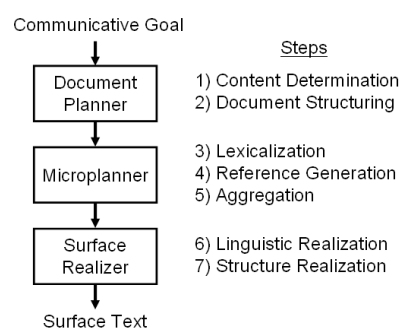 Communicative Goal
Steps
Document
Planner
1) Content Determination
2) Document Structuring
Microplanner
3) Lexicalization
4) Reference Generation
5) Aggregation
Surface
Realizer
6) Linguistic Realization
7) Structure Realization
Surface Text